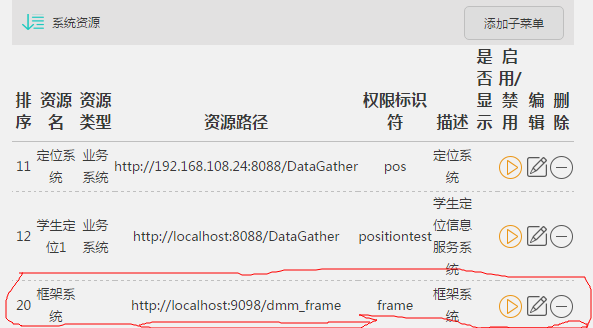 系统资源
添加子菜单
排序 资源名 资源类型 资源路径 权限标识符 描述 是否显示 启用/禁用 编辑 删除
11 定位系统 业务系统 http://192.168.108.24:8088/DataGather pos 定位系统
12 学生定位1 业务系统 http://localhost:8088/DataGather positiontest 学生定位信息服务系统
20 框架系统 http://localhost:9098/dmm_frame frame 框架系统